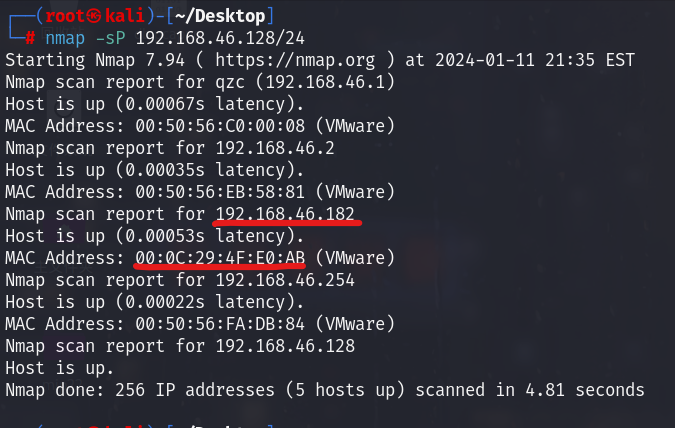 ┌──(root㉿kali)-[~/Desktop]
└─# nmap -sP 192.168.46.128/24
Starting Nmap 7.94 ( https://nmap.org ) at 2024-01-11 21:35 EST
Nmap scan report for qzc (192.168.46.1)
Host is up (0.00067s latency).
MAC Address: 00:50:56:C0:00:08 (VMware)
Nmap scan report for 192.168.46.2
Host is up (0.00035s latency).
MAC Address: 00:50:56:EB:58:81 (VMware)
Nmap scan report for 192.168.46.182
Host is up (0.00053s latency).
MAC Address: 00:0C:29:4F:E0:AB (VMware)
Nmap scan report for 192.168.46.254
Host is up (0.00022s latency).
MAC Address: 00:50:56:FA:DB:84 (VMware)
Nmap scan report for 192.168.46.128
Host is up.
Nmap done: 256 IP addresses (5 hosts up) scanned in 4.81 seconds